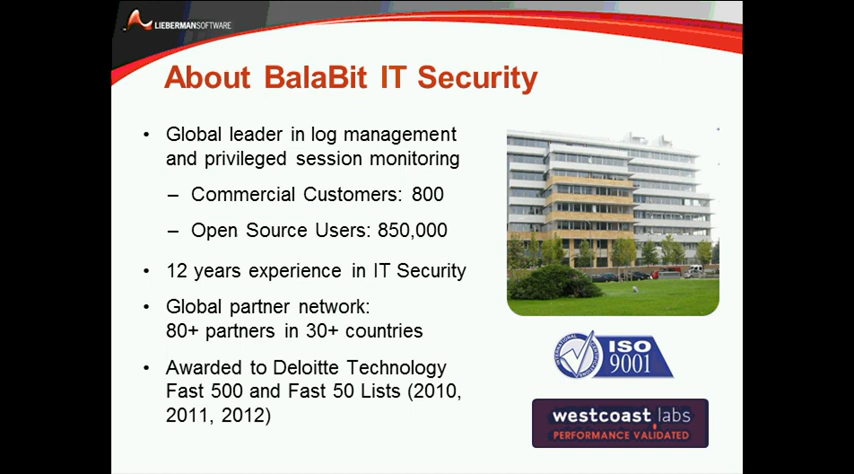 LIEBERMANSOFTWARE
About BalaBit IT Security
• Global leader in log management
and privileged session monitoring
– Commercial Customers: 800
– Open Source Users: 850,000
• 12 years experience in IT Security
• Global partner network:
80+ partners in 30+ countries
• Awarded to Deloitte Technology
Fast 500 and Fast 50 Lists (2010,
2011, 2012)
ISO
9001
westcoast labs
PERFORMANCE VALIDATED